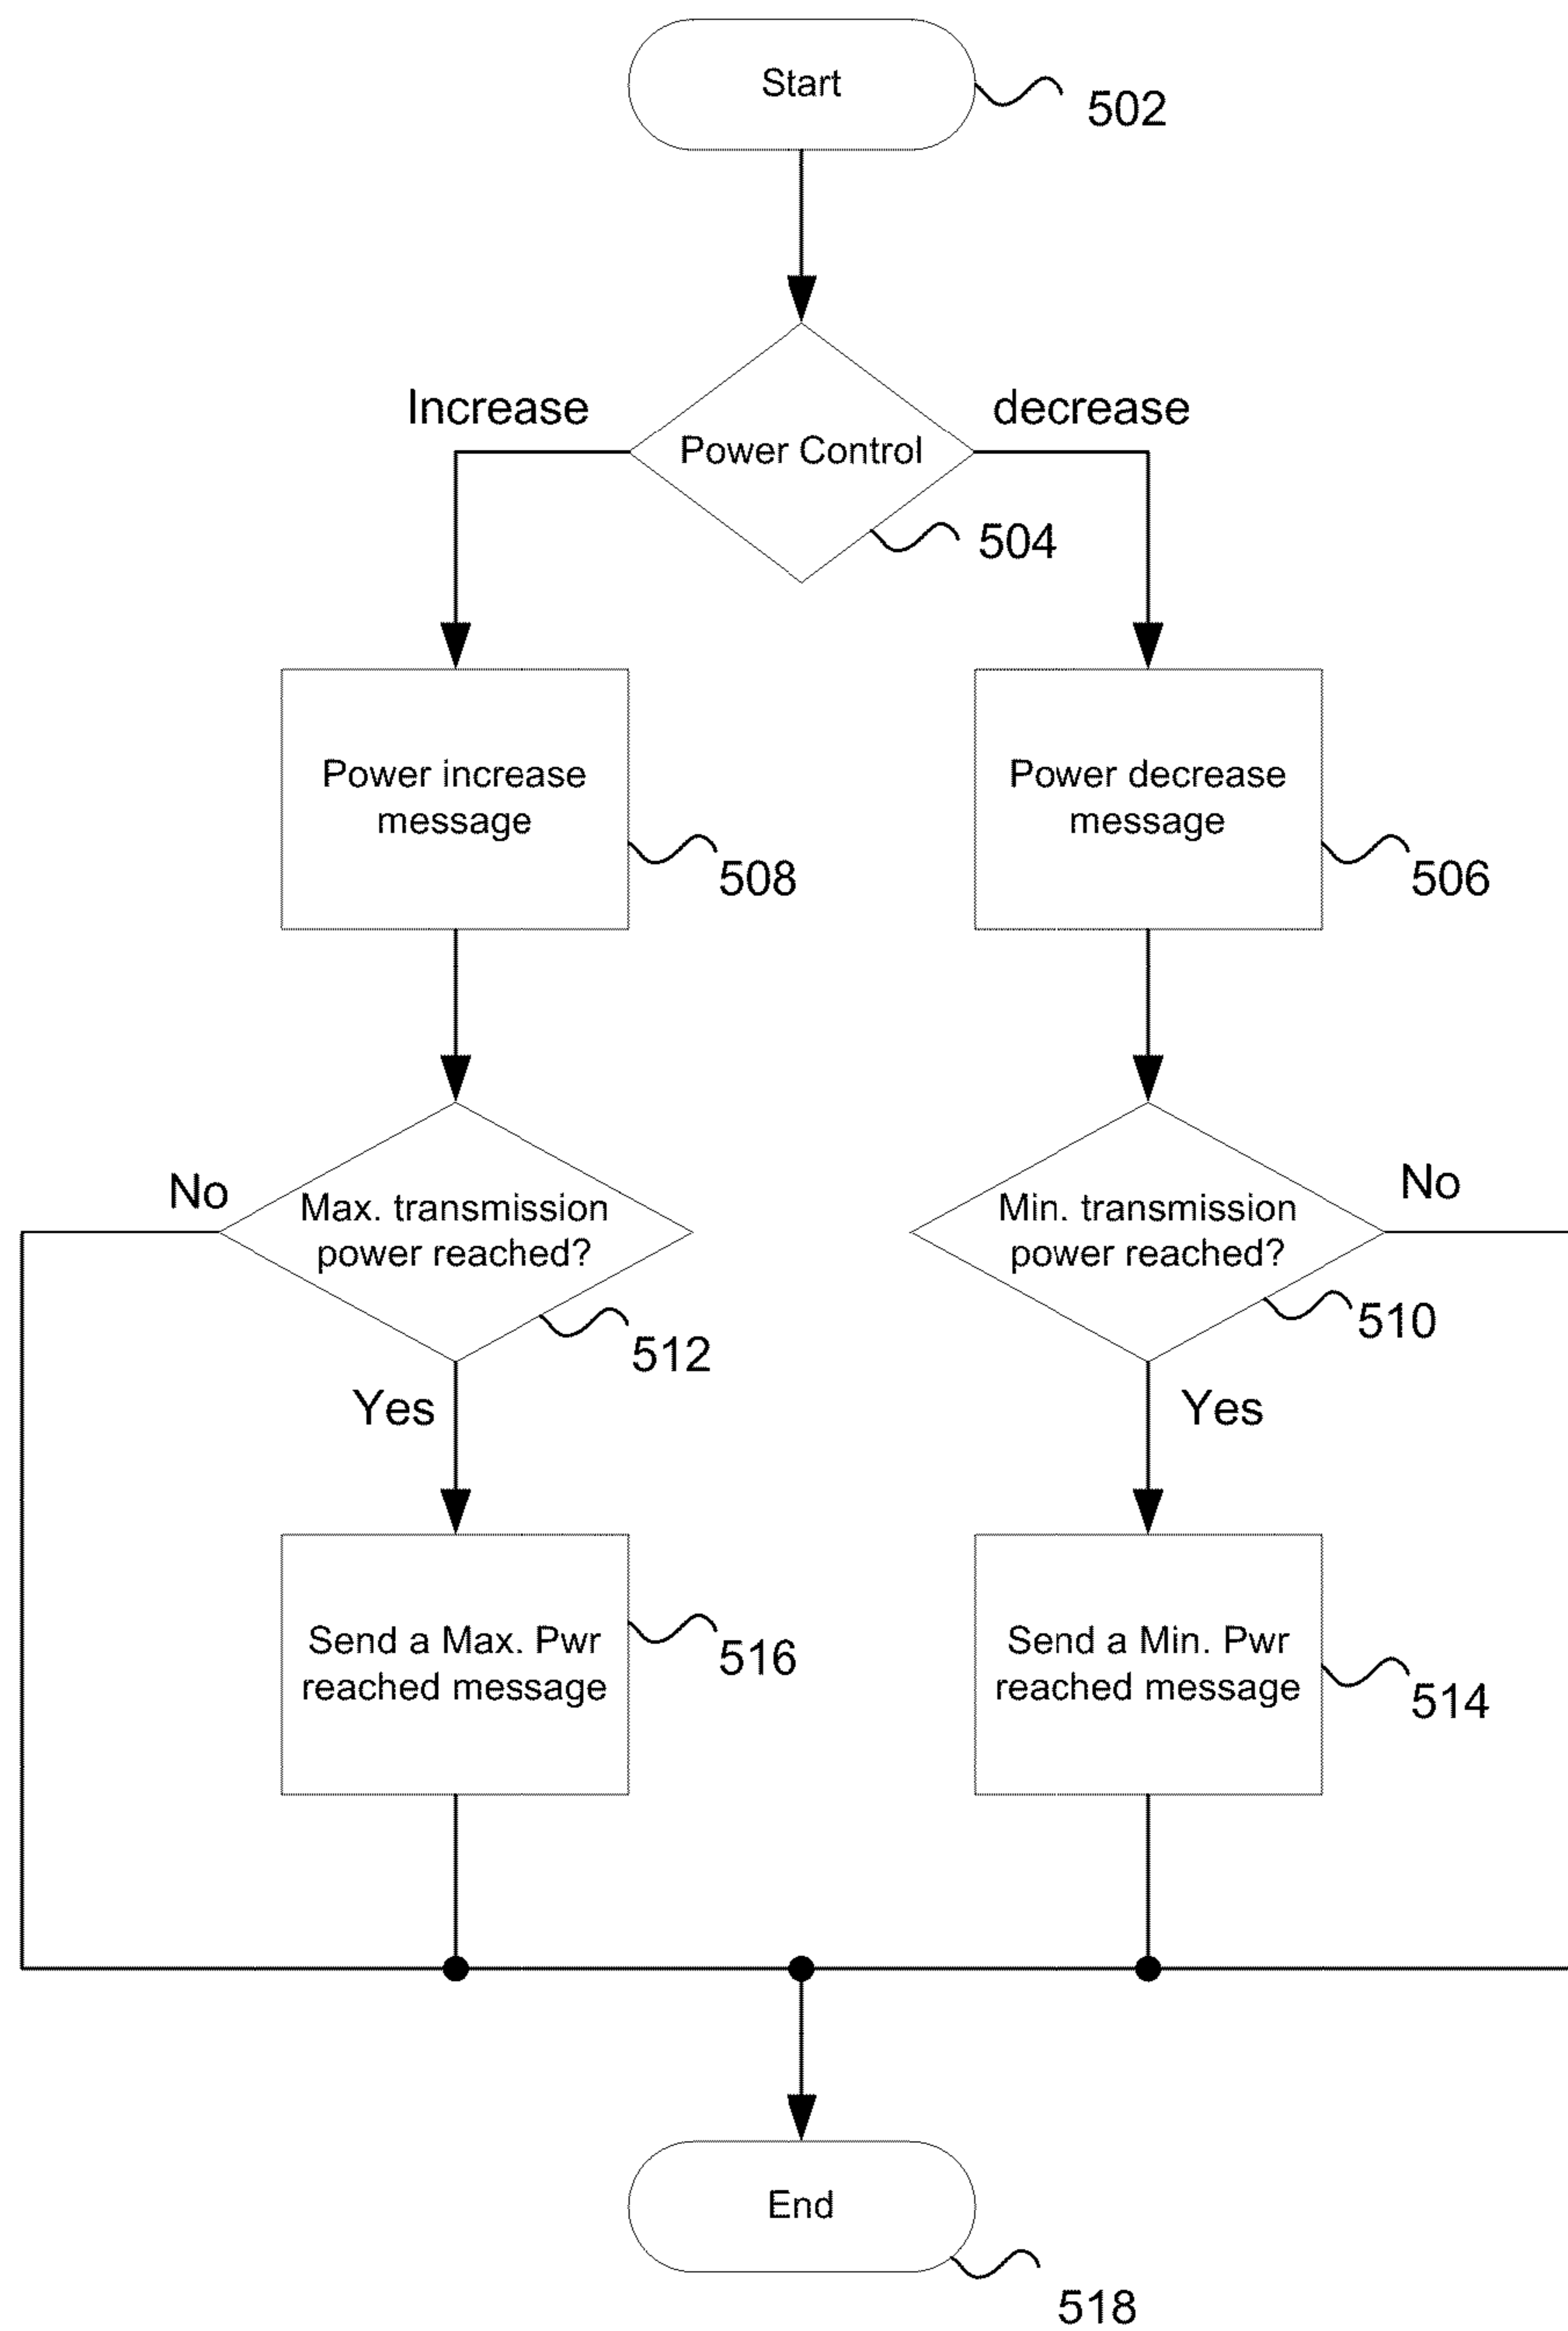 Start
502
Increase
decrease
Power Control
504
Power increase
message
508
Power decrease
message
506
No
Max. transmission
power reached?
512
Yes
No
Min. transmission
power reached?
510
Yes
Send a Max. Pwr
reached message
516
Send a Min. Pwr
reached message
514
End
518